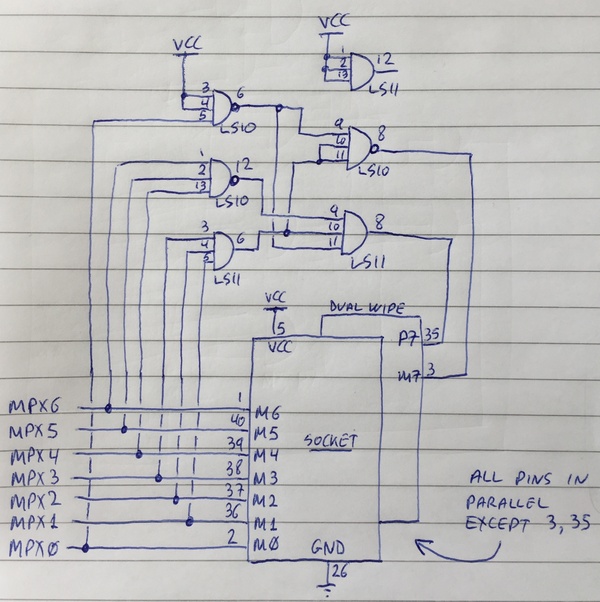 VCC
1
2
13
12
LS11
VCC
3
4
5
6
LS10
9
10
11
8
LS10
1
2
13
12
LS10
9
10
11
8
LS11
3
4
5
6
LS11
VCC
5
VCC
DUAL WIPE
P7 35
M7 3
MPX6 1 M6
MPX5 40 M5
MPX4 39 M4
MPX3 38 M3
MPX2 37 M2
MPX1 36 M1
MPX0 2 M0
SOCKET
GND
26
ALL PINS IN
PARALLEL
EXCEPT 3, 35